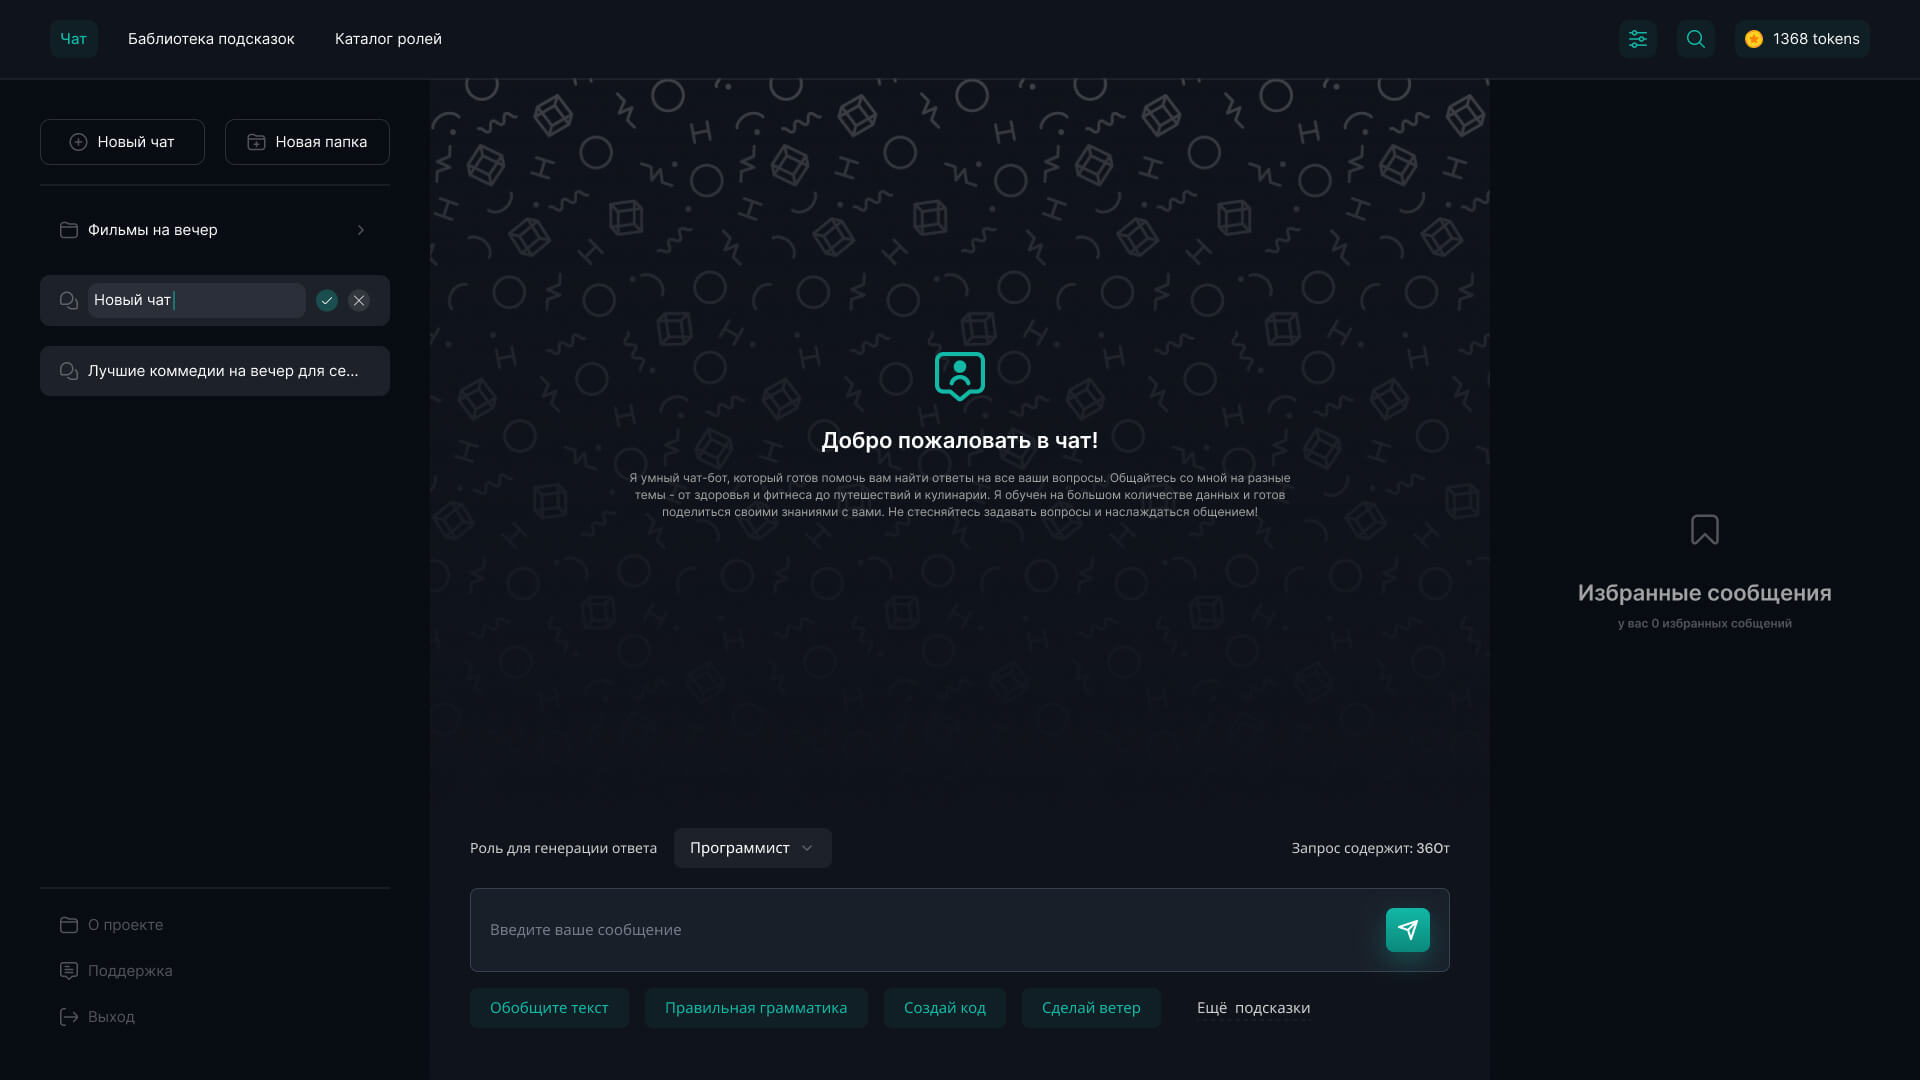 Чат
Библиотека подсказок
Каталог ролей
1368 tokens
Новый чат
Новая папка
Фильмы на вечер
Новый чат
Лучшие коммедии на вечер для се...
Добро пожаловать в чат!
Я умный чат-бот, который готов помочь вам найти ответы на все ваши вопросы. Общайтесь со мной на разные
темы - от здоровья и фитнеса до путешествий и кулинарии. Я обучен на большом количестве данных и готов
поделиться своими знаниями с вами. Не стесняйтесь задавать вопросы и наслаждаться общением!
Избранные сообщения
у вас 0 избранных собщений
Роль для генерации ответа
Программист
Запрос содержит: 360т
Введите ваше сообщение
Обобщите текст
Правильная грамматика
Создай код
Сделай ветер
Ещё подсказки
О проекте
Поддержка
Выход